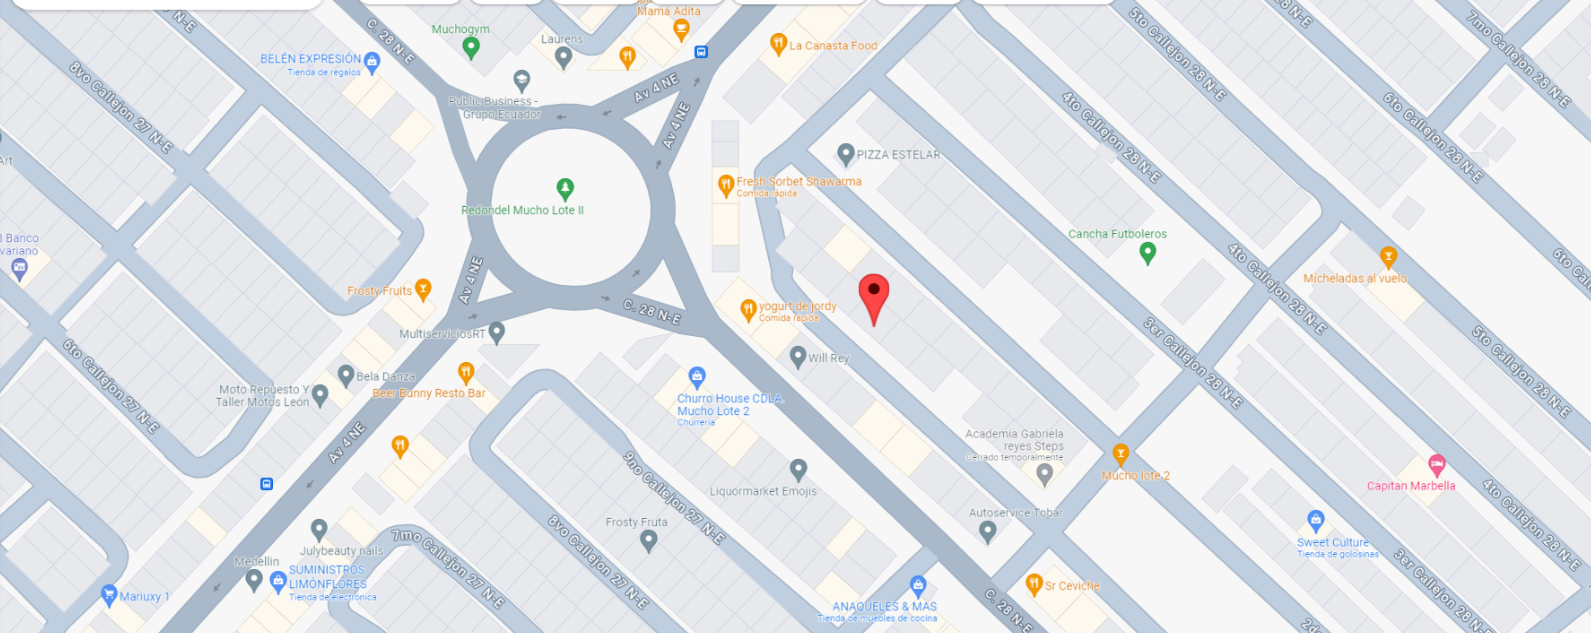 C. 28 N-E
Muchogym
Mama Adita
BELÉN EXPRESIÓN
Tienda de regalos
Laurens
La Canasta Food
5to Callejon 28 N-E
7mo Callejon 28 N-E
8vo Callejon 27 N-E
Public Business -
Grupo Ecuador
Av 4 NE
Av 4 NE
4to Callejon 28 N-E
6to Callejon 28 N-E
Art
PIZZA ESTELAR
Fresh Sorbet Shawarma
Comida rápida
Redondel Mucho Lote II
Cancha Futboleros
Banco
variano
Av 4 NE
4to Callejon 28 N-E
6to
Micheladas al vuelo
Frosty Fruits
C. 28 N-E
yogurt de jordy
Comida rápida
MultiserviciosRT
3er Callejon 28 N-E
5to Callejon 28 N-E
Will Rey
6to Callejon 27 N-E
Bela Danza
Moto Repuesto Y
Taller Motos Leon
Beer Bunny Resto Bar
Churro House CDLA.
Mucho Lote 2
Churrería
Av 4 NE
Academia Gabriela
reyes Steps
Cerrado temporalmente
Mucho lote 2
Capitan Marbella
9no Callejon 27 N-E
Liquormarket Emojis
4to Callejon 28 N-E
Autoservice Tobar
Frosty Fruta
8vo Callejon 27 N-E
7mo Callejon 27 N-E
Julybeauty nails
Sweet Culture
Tienda de golosinas
3er Callejon 28 N-E
Medellin
SUMINISTROS
LIMÓNFLORES
Tienda de electrónica
Mariuxy 1
Sr Ceviche
C. 28 N-E
ANAQUELES & MAS
Tienda de muebles de cocina